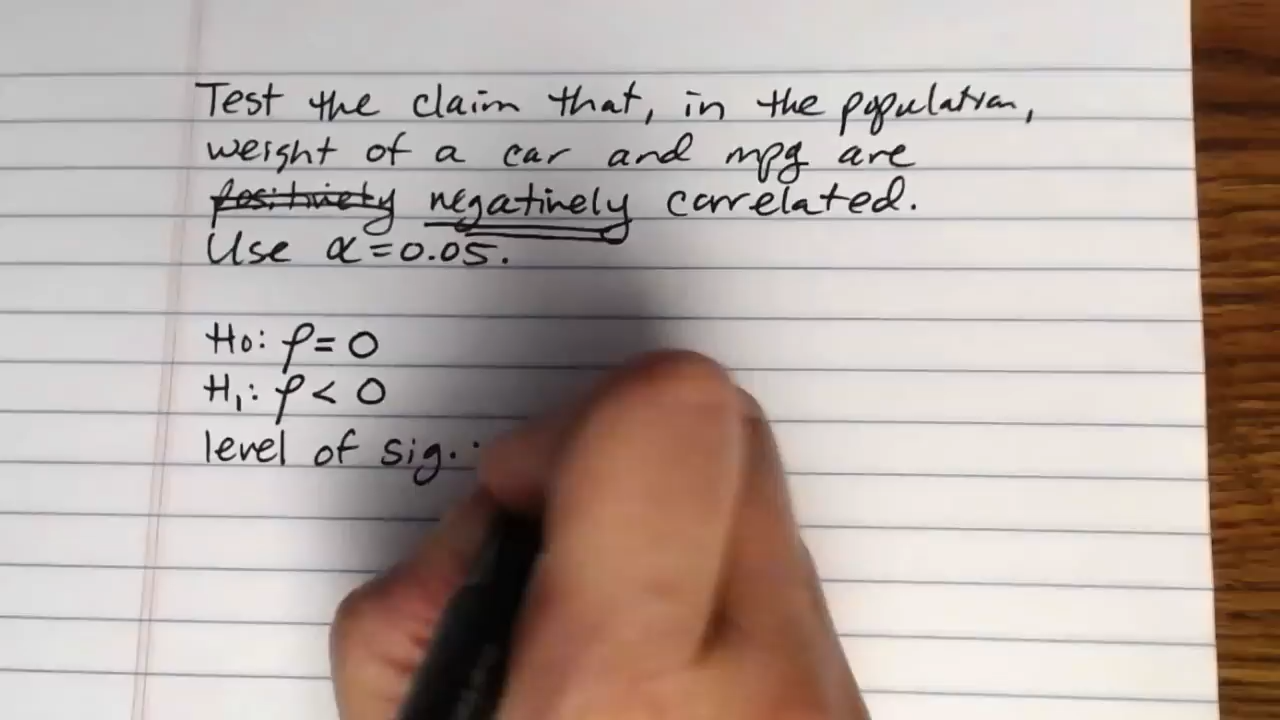 Test the claim that, in the population,
weight of a car and mpg are
positively negatively correlated.
Use α=0.05.
H0: ρ=0
H1: ρ<0
level of sig.: